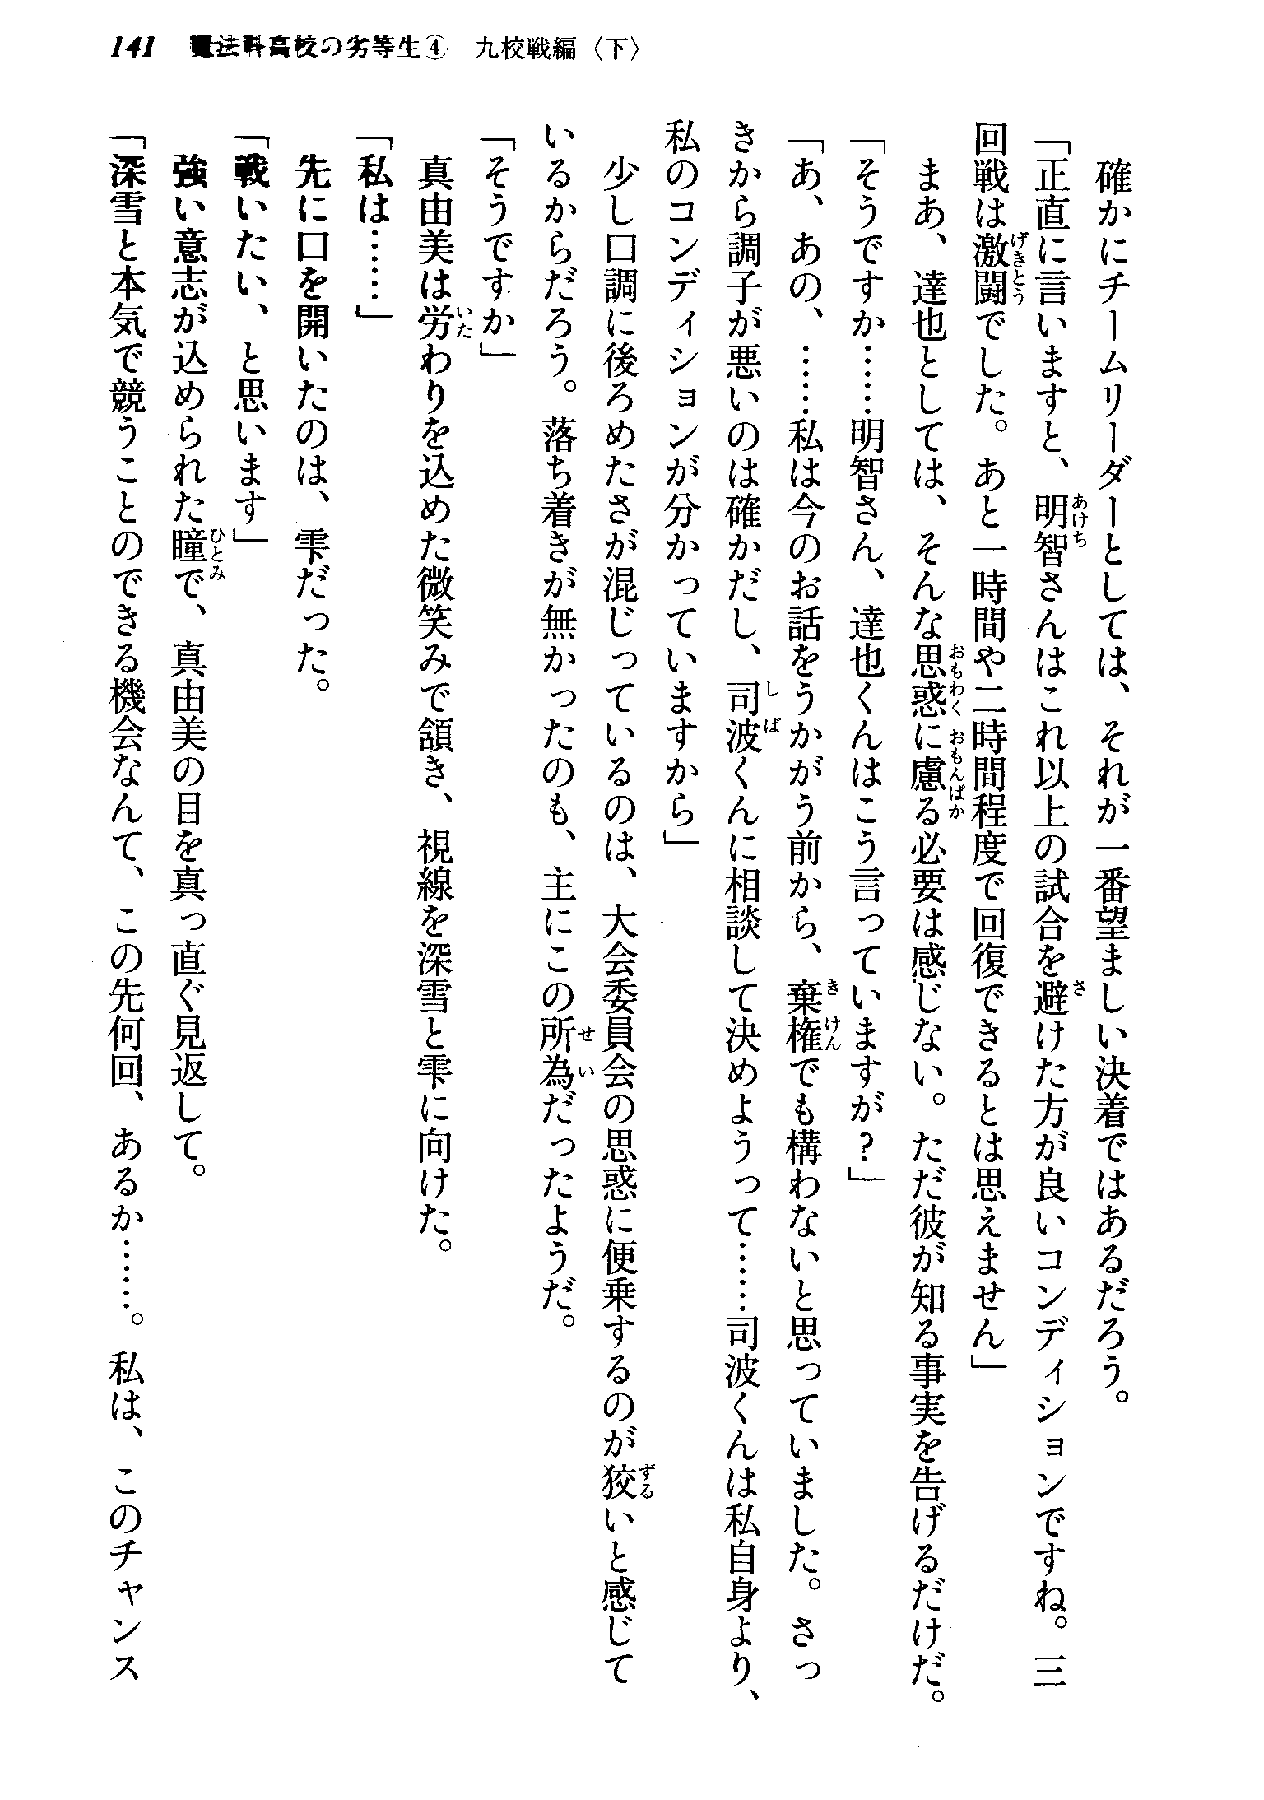 141　魔法科高校の劣等生④　九校戦編〈下〉
　確かにチームリーダーとしては、それが一番望ましい決着ではあるだろう。
「正直に言いますと、明智さんはこれ以上の試合を避けた方が良いコンディションですね。三
回戦は激闘でした。あと一時間や二時間程度で回復できるとは思えません」
　まあ、達也としては、そんな思惑に慮る必要は感じない。ただ彼が知る事実を告げるだけだ。
「そうですか……明智さん、達也くんはこう言っていますが？」
「あ、あの、……私は今のお話をうかがう前から、棄権でも構わないと思っていました。さっ
きから調子が悪いのは確かだし、司波くんに相談して決めようって……司波くんは私自身より、
私のコンディションが分かっていますから」
　少し口調に後ろめたさが混じっているのは、大会委員会の思惑に便乗するのが狡いと感じて
いるからだろう。落ち着きが無かったのも、主にこの所為だったようだ。
「そうですか」
　真由美は労わりを込めた微笑みで頷き、視線を深雪と雫に向けた。
「私は……」
　先に口を開いたのは、雫だった。
「戦いたい、と思います」
　強い意志が込められた瞳で、真由美の目を真っ直ぐ見返して。
「深雪と本気で競うことのできる機会なんて、この先何回、あるか……。私は、このチャンス